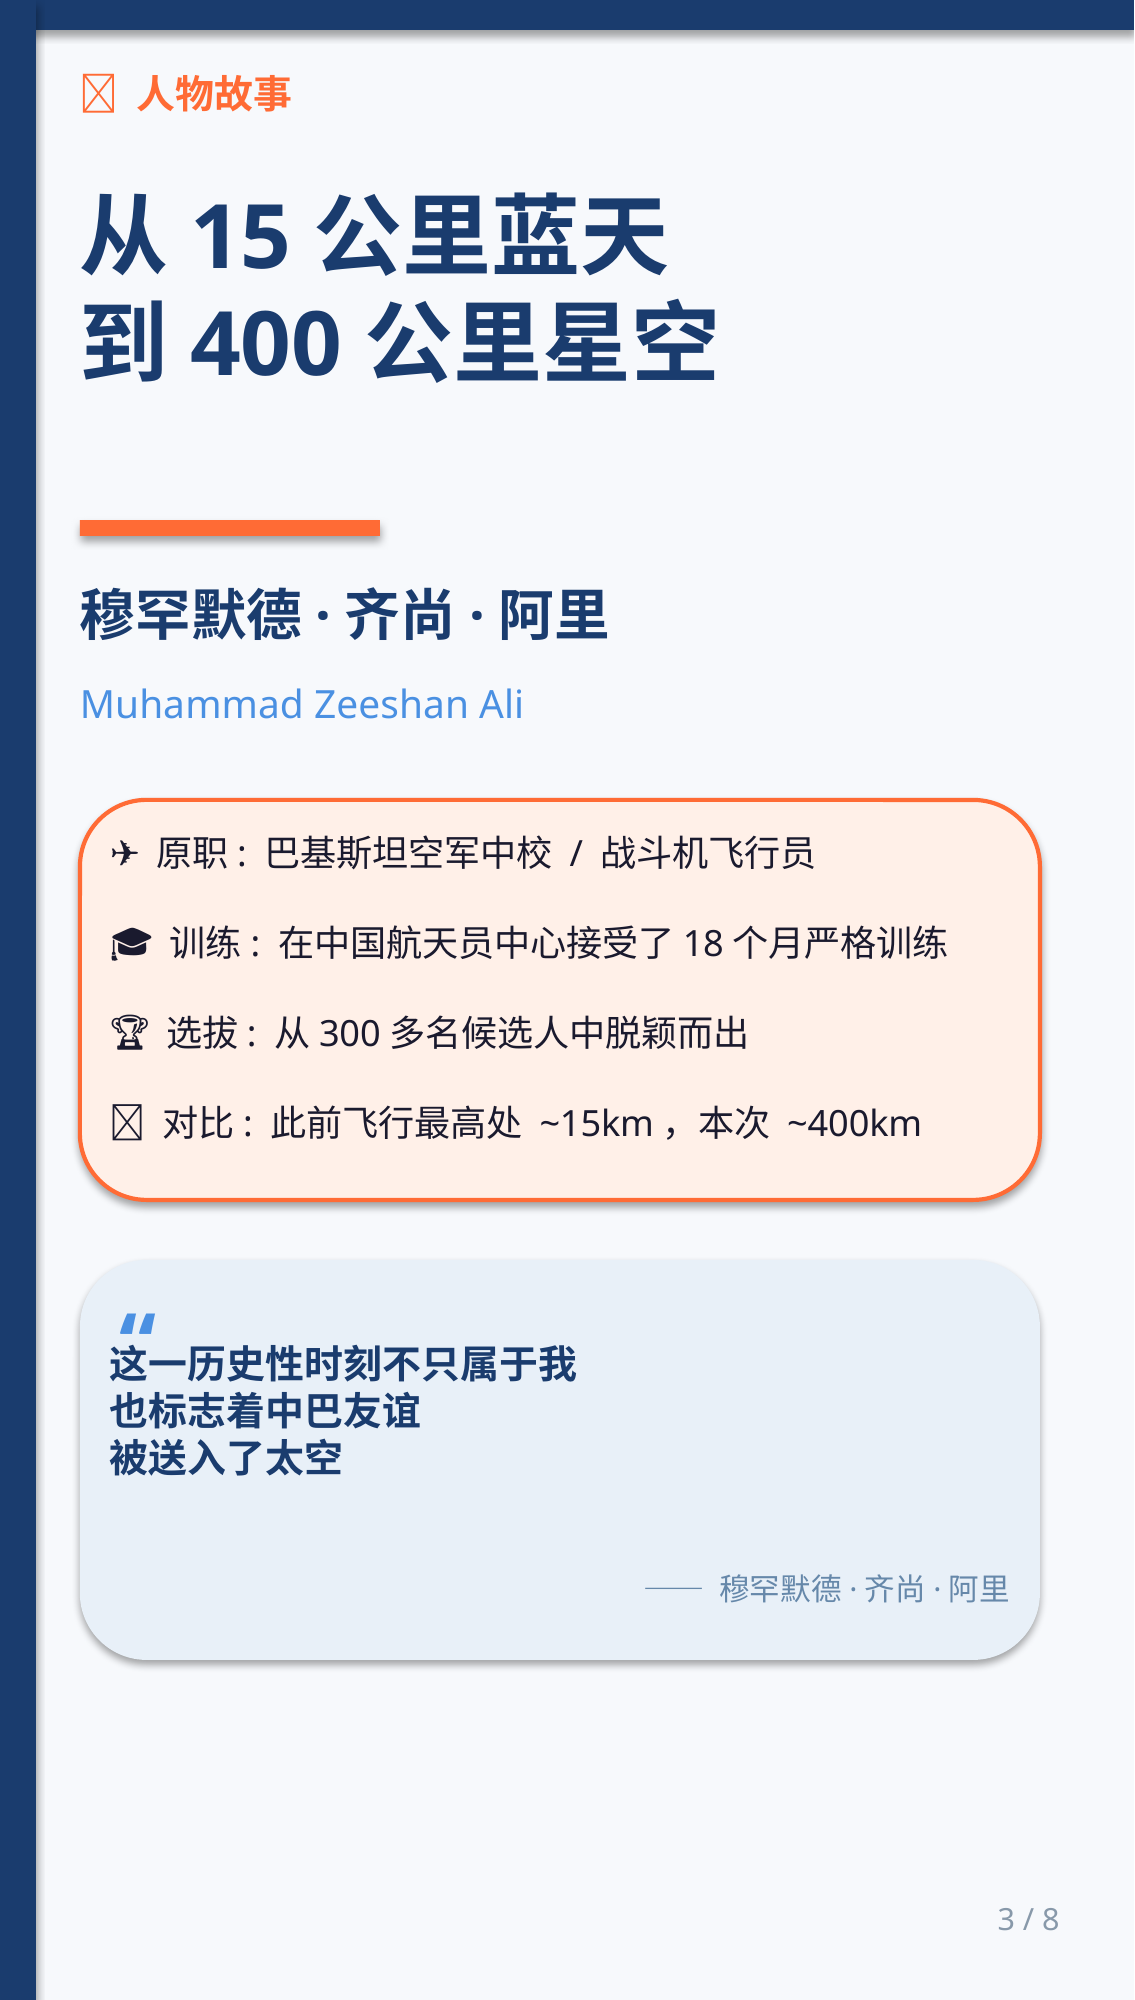 人物故事
从 15 公里蓝天
到 400 公里星空
穆罕默德 · 齐尚 · 阿里
Muhammad Zeeshan Ali
✈ 原职： 巴基斯坦空军中校 / 战斗机飞行员
🎓 训练： 在中国航天员中心接受了 18 个月严格训练
🏆 选拔： 从 300 多名候选人中脱颖而出
对比： 此前飞行最高处 ~15km， 本次 ~400km
“
这一历史性时刻不只属于我
也标志着中巴友谊
被送入了太空
—— 穆罕默德 · 齐尚 · 阿里
3 / 8